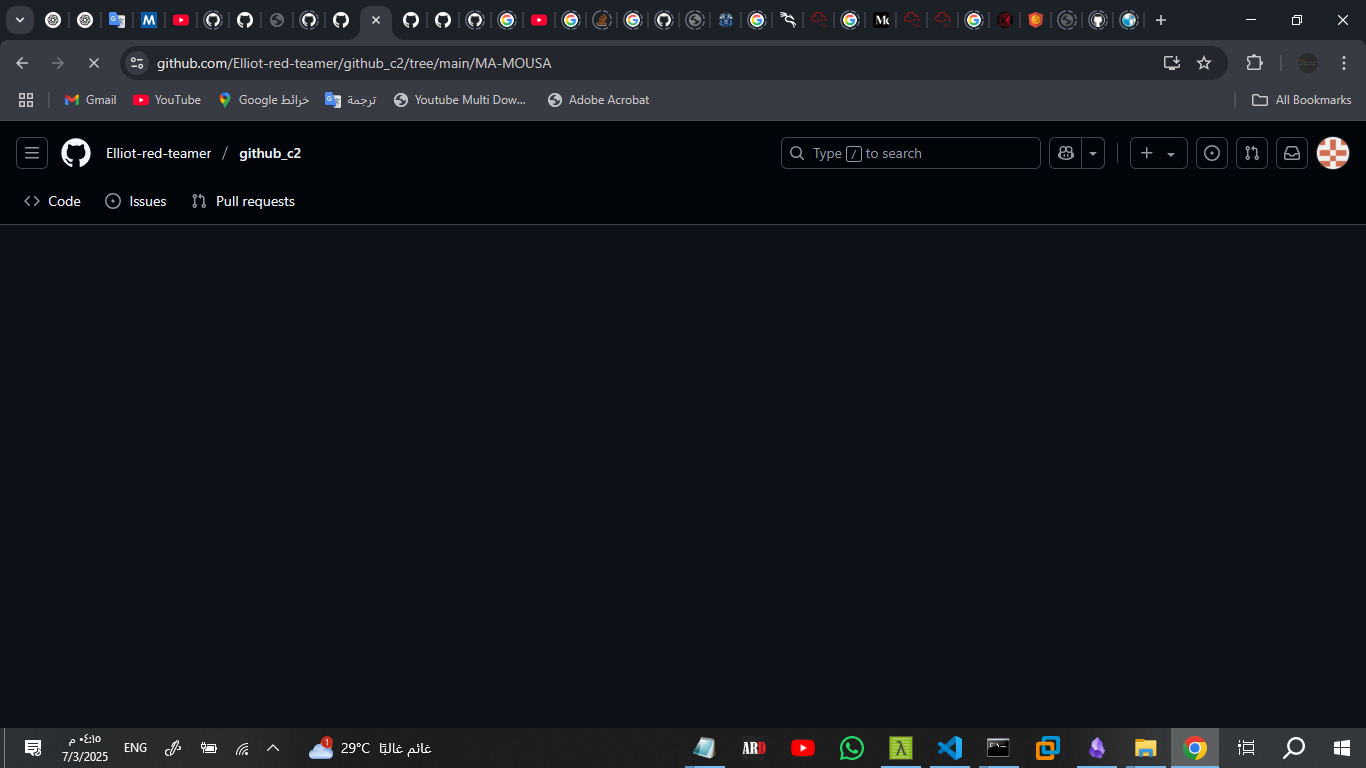 github.com/Elliot-red-teamer/github_c2/tree/main/MA-MOUSA
Gmail
YouTube
خرائط Google
ترجمة
Youtube Multi Dow...
Adobe Acrobat
All Bookmarks
Elliot-red-teamer / github_c2
Type / to search
Code
Issues
Pull requests
٠٤:١٥ م
7/3/2025
ENG
1
29°C
غائم غالبًا
ARD